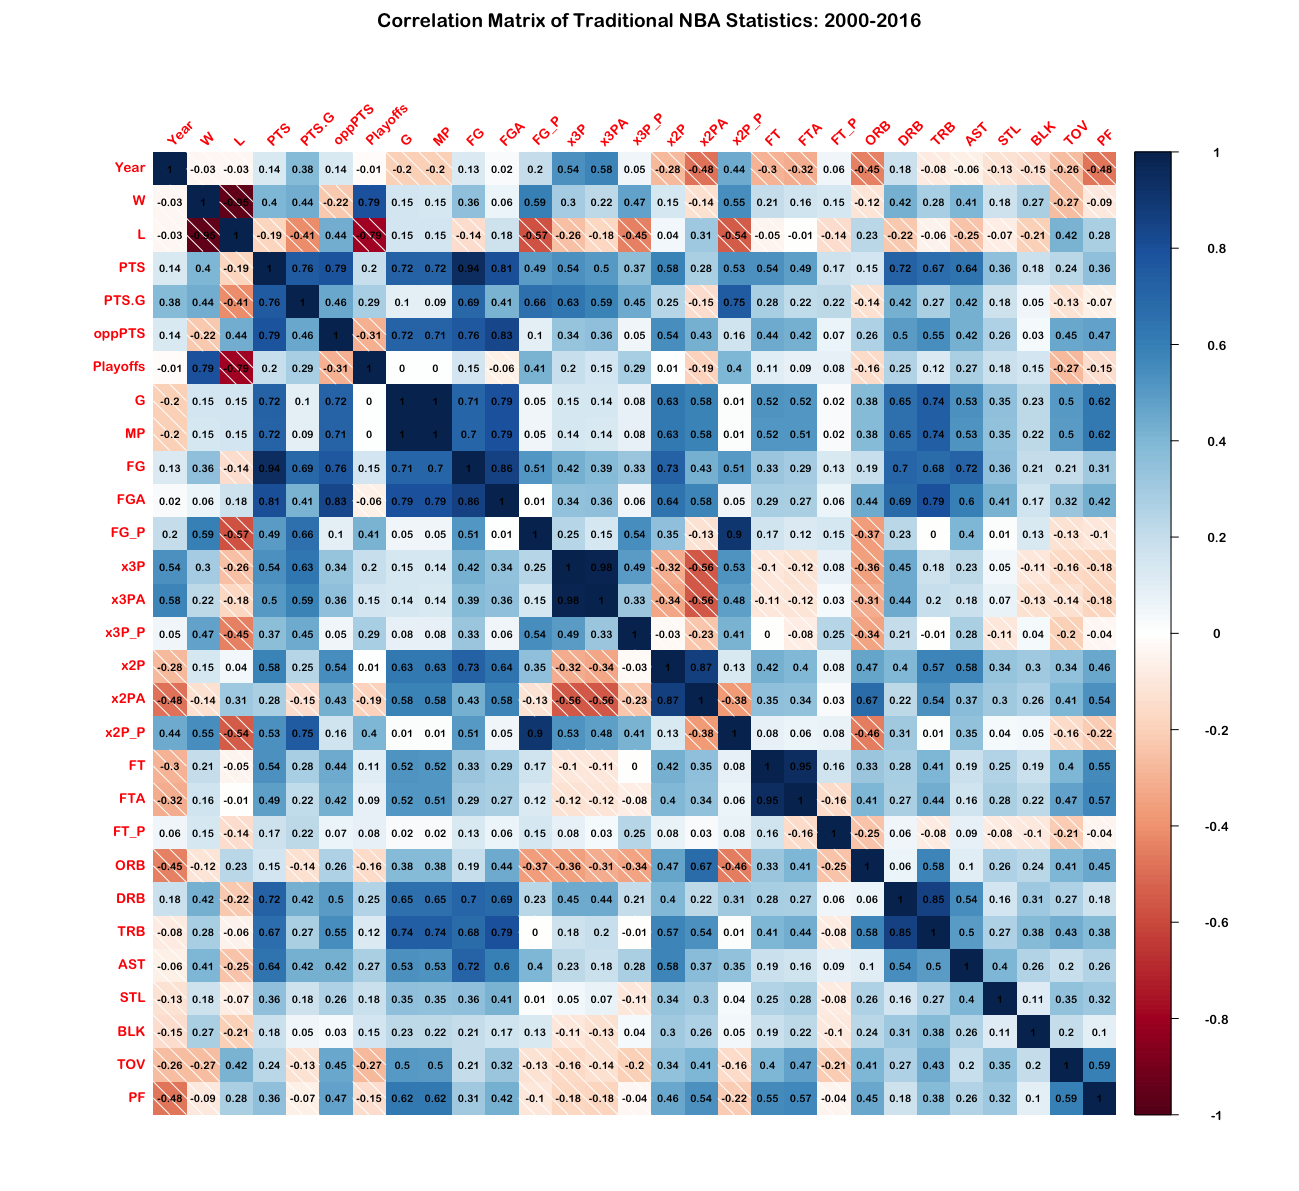 Correlation Matrix of Traditional NBA Statistics: 2000-2016
Year W L PTS PTS.G oppPTS Playoffs G MP FG FGA FG_P x3P x3PA x3P_P x2P x2PA x2P_P FT FTA FT_P ORB DRB TRB AST STL BLK TOV PF
Year 1 -0.03 -0.03 0.14 0.38 0.14 -0.01 -0.2 -0.2 0.13 0.02 0.2 0.54 0.58 0.05 -0.28 -0.48 0.44 -0.3 -0.32 0.06 -0.45 0.18 -0.08 -0.06 -0.13 -0.15 -0.26 -0.48
W -0.03 1 -0.95 0.4 0.44 -0.22 0.79 0.15 0.15 0.36 0.06 0.59 0.3 0.22 0.47 0.15 -0.14 0.55 0.21 0.16 0.15 -0.12 0.42 0.28 0.41 0.18 0.27 -0.27 -0.09
L -0.03 -0.95 1 -0.19 -0.41 0.44 -0.79 0.15 0.15 -0.14 0.18 -0.57 -0.26 -0.18 -0.45 0.04 0.31 -0.54 -0.05 -0.01 -0.14 0.23 -0.22 -0.06 -0.25 -0.07 -0.21 0.42 0.28
PTS 0.14 0.4 -0.19 1 0.76 0.79 0.2 0.72 0.72 0.94 0.81 0.49 0.54 0.5 0.37 0.58 0.28 0.53 0.54 0.49 0.17 0.15 0.72 0.67 0.64 0.36 0.18 0.24 0.36
PTS.G 0.38 0.44 -0.41 0.76 1 0.46 0.29 0.1 0.09 0.69 0.41 0.66 0.63 0.59 0.45 0.25 -0.15 0.75 0.28 0.22 0.22 -0.14 0.42 0.27 0.42 0.18 0.05 -0.13 -0.07
oppPTS 0.14 -0.22 0.44 0.79 0.46 1 -0.31 0.72 0.71 0.76 0.83 0.1 0.34 0.36 0.05 0.54 0.43 0.16 0.44 0.42 0.07 0.26 0.5 0.55 0.42 0.26 0.03 0.45 0.47
Playoffs -0.01 0.79 -0.79 0.2 0.29 -0.31 1 0 0 0.15 -0.06 0.41 0.2 0.15 0.29 0.01 -0.19 0.4 0.11 0.09 0.08 -0.16 0.25 0.12 0.27 0.18 0.15 -0.27 -0.15
G -0.2 0.15 0.15 0.72 0.1 0.72 0 1 1 0.71 0.79 0.05 0.15 0.14 0.08 0.63 0.58 0.01 0.52 0.52 0.02 0.38 0.65 0.74 0.53 0.35 0.23 0.5 0.62
MP -0.2 0.15 0.15 0.72 0.09 0.71 0 1 1 0.7 0.79 0.05 0.14 0.14 0.08 0.63 0.58 0.01 0.52 0.51 0.02 0.38 0.65 0.74 0.53 0.35 0.22 0.5 0.62
FG 0.13 0.36 -0.14 0.94 0.69 0.76 0.15 0.71 0.7 1 0.86 0.51 0.42 0.39 0.33 0.73 0.43 0.51 0.33 0.29 0.13 0.19 0.7 0.68 0.72 0.36 0.21 0.21 0.31
FGA 0.02 0.06 0.18 0.81 0.41 0.83 -0.06 0.79 0.79 0.86 1 0.01 0.34 0.36 0.06 0.64 0.58 0.05 0.29 0.27 0.06 0.44 0.69 0.79 0.6 0.41 0.17 0.32 0.42
FG_P 0.2 0.59 -0.57 0.49 0.66 0.1 0.41 0.05 0.05 0.51 0.01 1 0.25 0.15 0.54 0.35 -0.13 0.9 0.17 0.12 0.15 -0.37 0.23 0 0.4 0.01 0.13 -0.13 -0.1
x3P 0.54 0.3 -0.26 0.54 0.63 0.34 0.2 0.15 0.14 0.42 0.34 0.25 1 0.98 0.49 -0.32 -0.56 0.53 -0.1 -0.12 0.08 -0.36 0.45 0.18 0.23 0.05 -0.11 -0.16 -0.18
x3PA 0.58 0.22 -0.18 0.5 0.59 0.36 0.15 0.14 0.14 0.39 0.36 0.15 0.98 1 0.33 -0.34 -0.56 0.48 -0.11 -0.12 0.03 -0.31 0.44 0.2 0.18 0.07 -0.13 -0.14 -0.18
x3P_P 0.05 0.47 -0.45 0.37 0.45 0.05 0.29 0.08 0.08 0.33 0.06 0.54 0.49 0.33 1 -0.03 -0.23 0.41 0 -0.08 0.25 -0.34 0.21 -0.01 0.28 -0.11 0.04 -0.2 -0.04
x2P -0.28 0.15 0.04 0.58 0.25 0.54 0.01 0.63 0.63 0.73 0.64 0.35 -0.32 -0.34 -0.03 1 0.87 0.13 0.42 0.4 0.08 0.47 0.4 0.57 0.58 0.34 0.3 0.34 0.46
x2PA -0.48 -0.14 0.31 0.28 -0.15 0.43 -0.19 0.58 0.58 0.43 0.58 -0.13 -0.56 -0.56 -0.23 0.87 1 -0.38 0.35 0.34 0.03 0.67 0.22 0.54 0.37 0.3 0.26 0.41 0.54
x2P_P 0.44 0.55 -0.54 0.53 0.75 0.16 0.4 0.01 0.01 0.51 0.05 0.9 0.53 0.48 0.41 0.13 -0.38 1 0.08 0.06 0.08 -0.46 0.31 0.01 0.35 0.04 0.05 -0.16 -0.22
FT -0.3 0.21 -0.05 0.54 0.28 0.44 0.11 0.52 0.52 0.33 0.29 0.17 -0.1 -0.11 0 0.42 0.35 0.08 1 0.95 0.16 0.33 0.28 0.41 0.19 0.25 0.19 0.4 0.55
FTA -0.32 0.16 -0.01 0.49 0.22 0.42 0.09 0.52 0.51 0.29 0.27 0.12 -0.12 -0.12 -0.08 0.4 0.34 0.06 0.95 1 -0.16 0.41 0.27 0.44 0.16 0.28 0.22 0.47 0.57
FT_P 0.06 0.15 -0.14 0.17 0.22 0.07 0.08 0.02 0.02 0.13 0.06 0.15 0.08 0.03 0.25 0.08 0.03 0.08 0.16 -0.16 1 -0.25 0.06 -0.08 0.09 -0.08 -0.1 -0.21 -0.04
ORB -0.45 -0.12 0.23 0.15 -0.14 0.26 -0.16 0.38 0.38 0.19 0.44 -0.37 -0.36 -0.31 -0.34 0.47 0.67 -0.46 0.33 0.41 -0.25 1 0.06 0.58 0.1 0.26 0.24 0.41 0.45
DRB 0.18 0.42 -0.22 0.72 0.42 0.5 0.25 0.65 0.65 0.7 0.69 0.23 0.45 0.44 0.21 0.4 0.22 0.31 0.28 0.27 0.06 0.06 1 0.85 0.54 0.16 0.31 0.27 0.18
TRB -0.08 0.28 -0.06 0.67 0.27 0.55 0.12 0.74 0.74 0.68 0.79 0 0.18 0.2 -0.01 0.57 0.54 0.01 0.41 0.44 -0.08 0.58 0.85 1 0.5 0.27 0.38 0.43 0.38
AST -0.06 0.41 -0.25 0.64 0.42 0.42 0.27 0.53 0.53 0.72 0.6 0.4 0.23 0.18 0.28 0.58 0.37 0.35 0.19 0.16 0.09 0.1 0.54 0.5 1 0.4 0.26 0.2 0.26
STL -0.13 0.18 -0.07 0.36 0.18 0.26 0.18 0.35 0.35 0.36 0.41 0.01 0.05 0.07 -0.11 0.34 0.3 0.04 0.25 0.28 -0.08 0.26 0.16 0.27 0.4 1 0.11 0.35 0.32
BLK -0.15 0.27 -0.21 0.18 0.05 0.03 0.15 0.23 0.22 0.21 0.17 0.13 -0.11 -0.13 0.04 0.3 0.26 0.05 0.19 0.22 -0.1 0.24 0.31 0.38 0.26 0.11 1 0.2 0.1
TOV -0.26 -0.27 0.42 0.24 -0.13 0.45 -0.27 0.5 0.5 0.21 0.32 -0.13 -0.16 -0.14 -0.2 0.34 0.41 -0.16 0.4 0.47 -0.21 0.41 0.27 0.43 0.2 0.35 0.2 1 0.59
PF -0.48 -0.09 0.28 0.36 -0.07 0.47 -0.15 0.62 0.62 0.31 0.42 -0.1 -0.18 -0.18 -0.04 0.46 0.54 -0.22 0.55 0.57 -0.04 0.45 0.18 0.38 0.26 0.32 0.1 0.59 1
1
0.8
0.6
0.4
0.2
0
-0.2
-0.4
-0.6
-0.8
-1